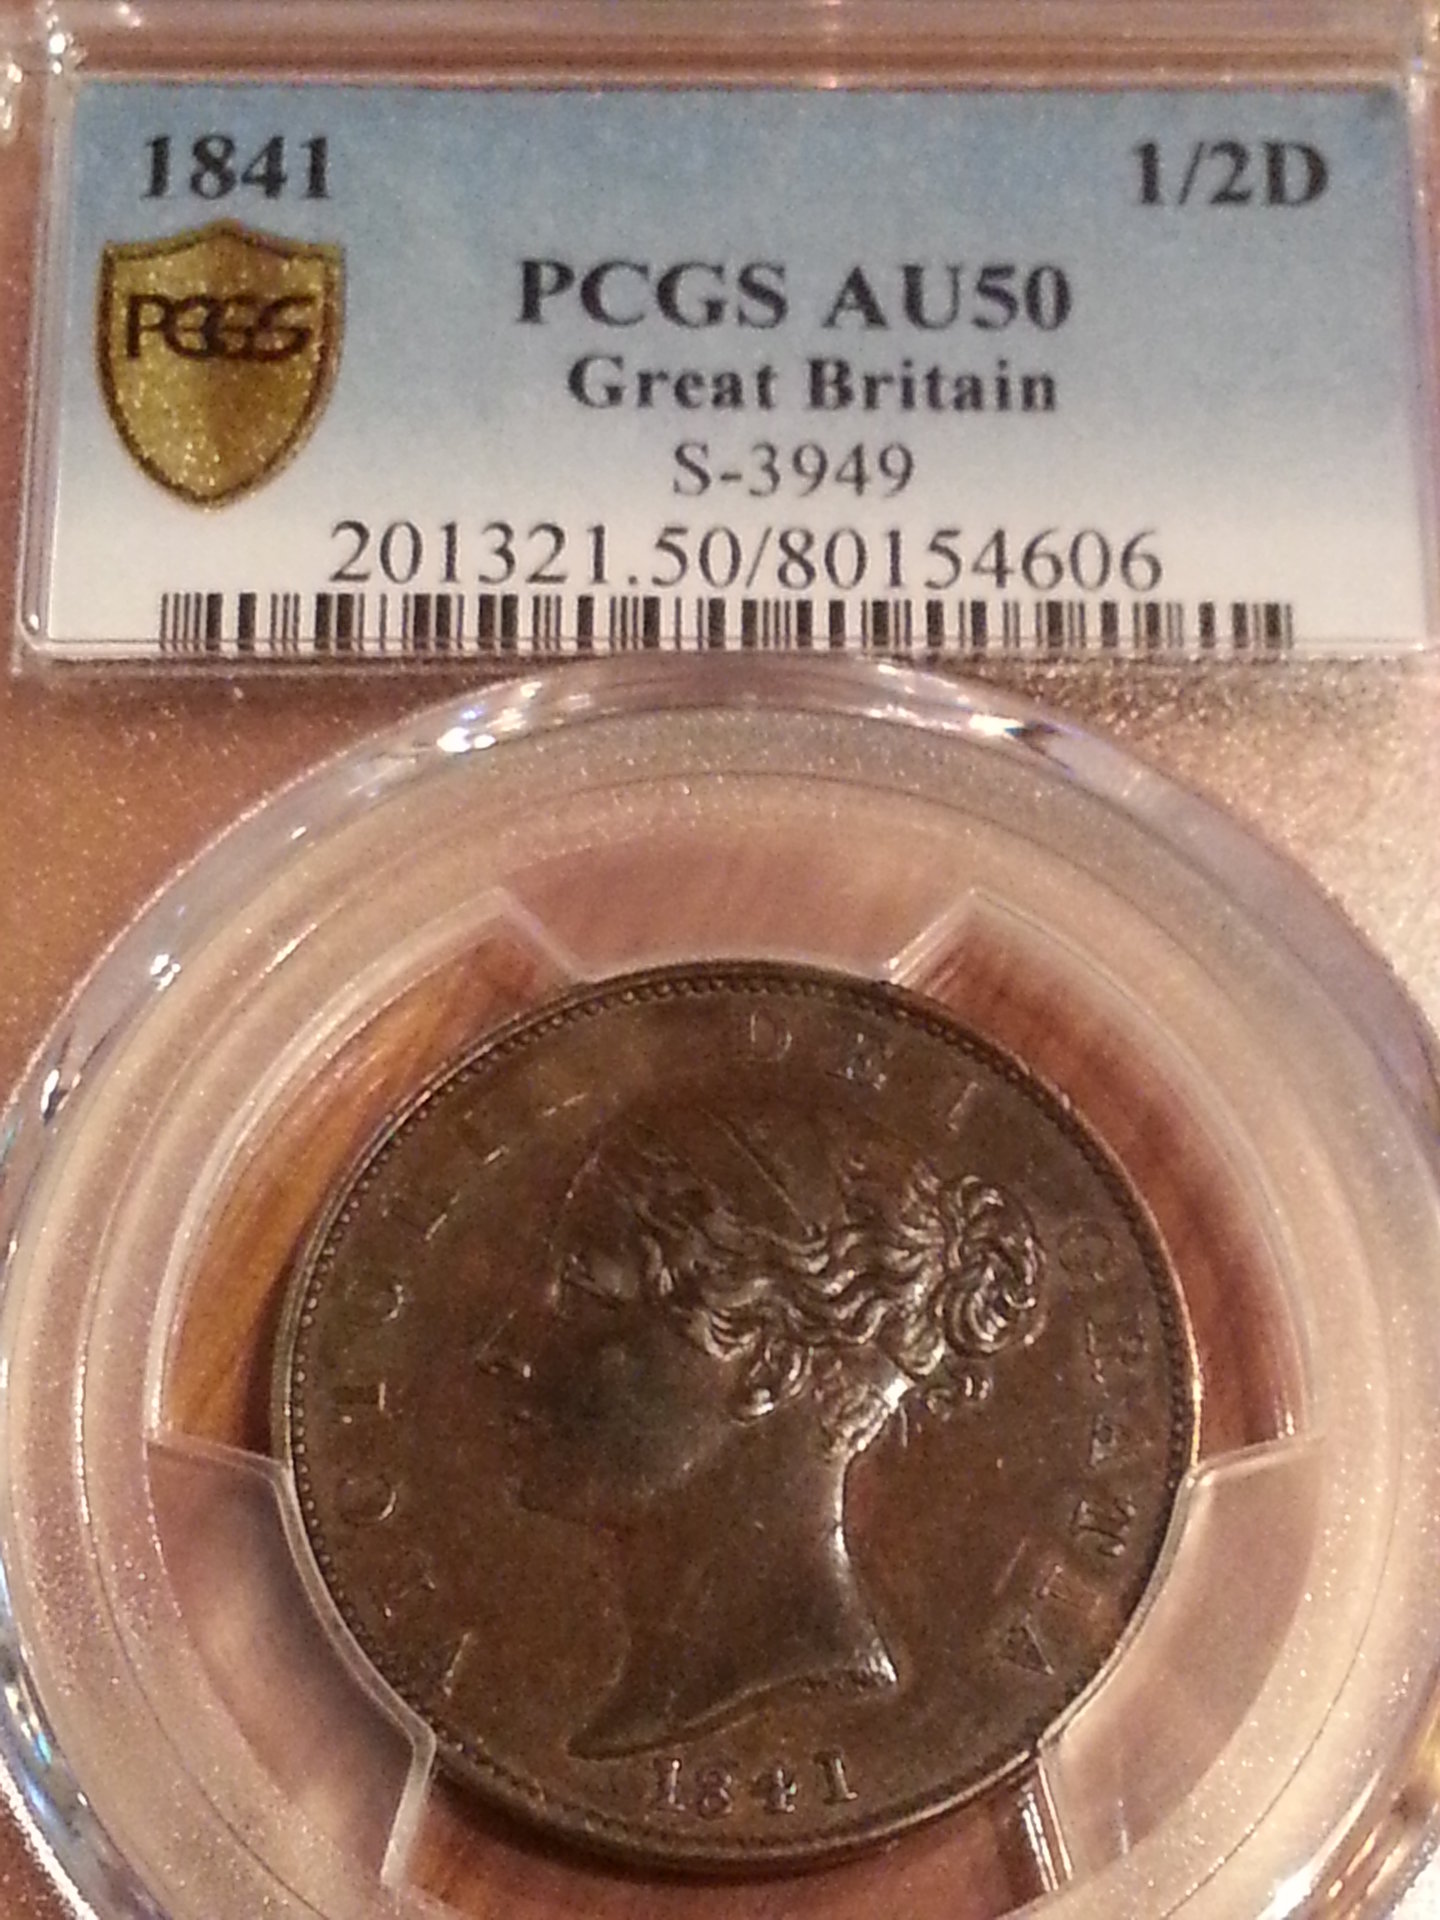 1841 1/2D
PCGS
PCGS AU50
Great Britain
S-3949
201321.50/80154606
VICTORIA DEI GRATIA
1841